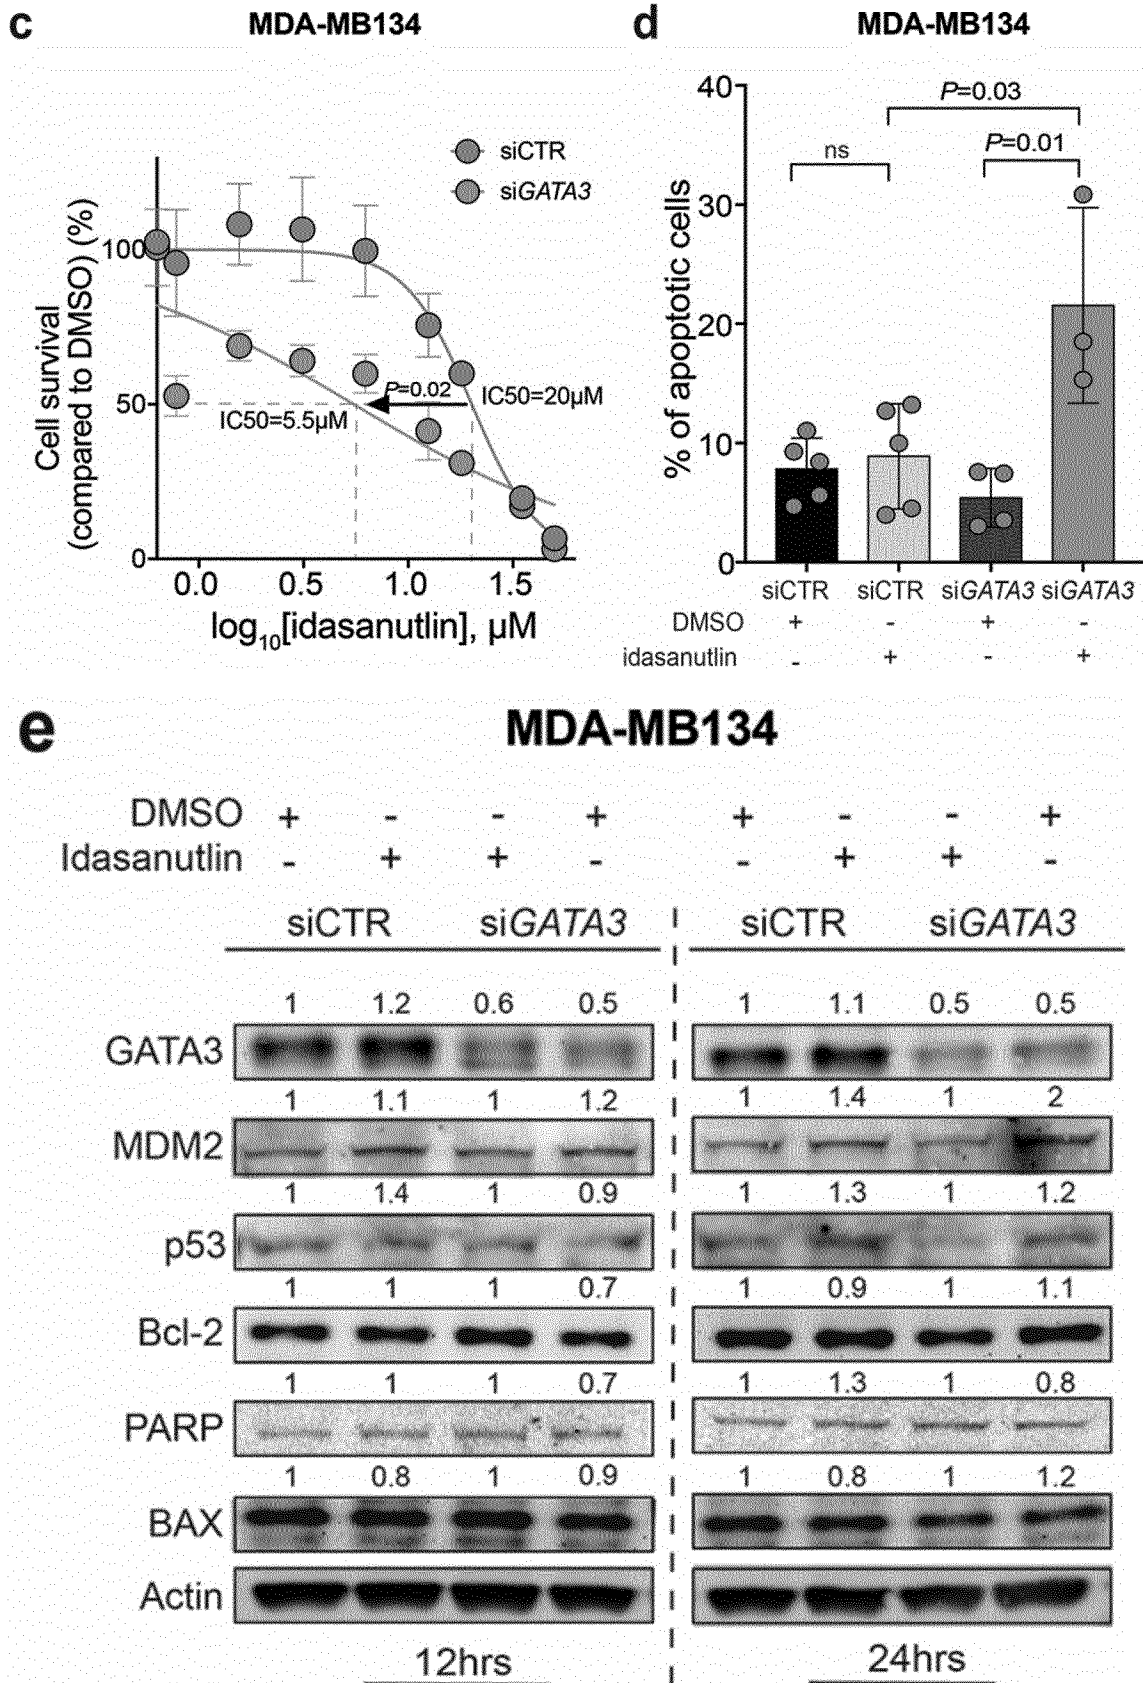 c
MDA-MB134
siCTR
siGATA3
Cell survival
(compared to DMSO) (%)
100
50
0
P=0.02
IC50=20µM
IC50=5.5µM
0.0 0.5 1.0 1.5
log10[idasanutlin], µM
d
MDA-MB134
% of apoptotic cells
40
30
20
10
0
P=0.03
P=0.01
ns
siCTR siCTR siGATA3 siGATA3
DMSO + - + -
idasanutlin - + - +
e
MDA-MB134
DMSO + - - + + - - +
Idasanutlin - + + - - + + -
siCTR siGATA3 siCTR siGATA3
1 1.2 0.6 0.5 1 1.1 0.5 0.5
GATA3
1 1.1 1 1.2 1 1.4 1 2
MDM2
1 1.4 1 0.9 1 1.3 1 1.2
p53
1 1 1 0.7 1 0.9 1 1.1
Bcl-2
1 1 1 0.7 1 1.3 1 0.8
PARP
1 0.8 1 0.9 1 0.8 1 1.2
BAX
Actin
12hrs 24hrs